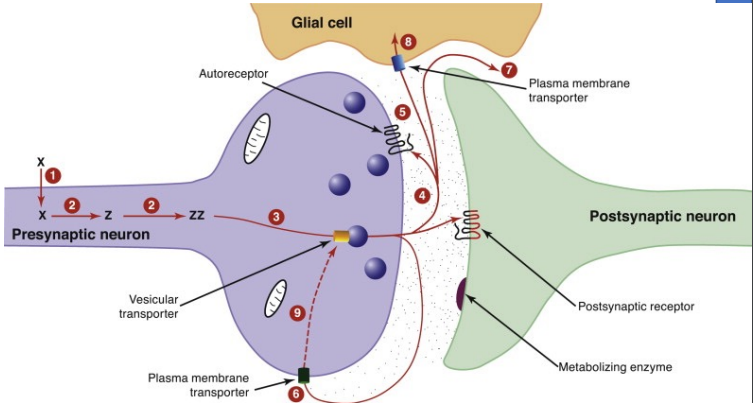 Glial cell
8
7
Autoreceptor
Plasma membrane
transporter
5
X
1
4
X
2
Z
2
ZZ
3
Presynaptic neuron
Postsynaptic neuron
Vesicular
transporter
9
Postsynaptic receptor
Metabolizing enzyme
Plasma membrane
transporter
6